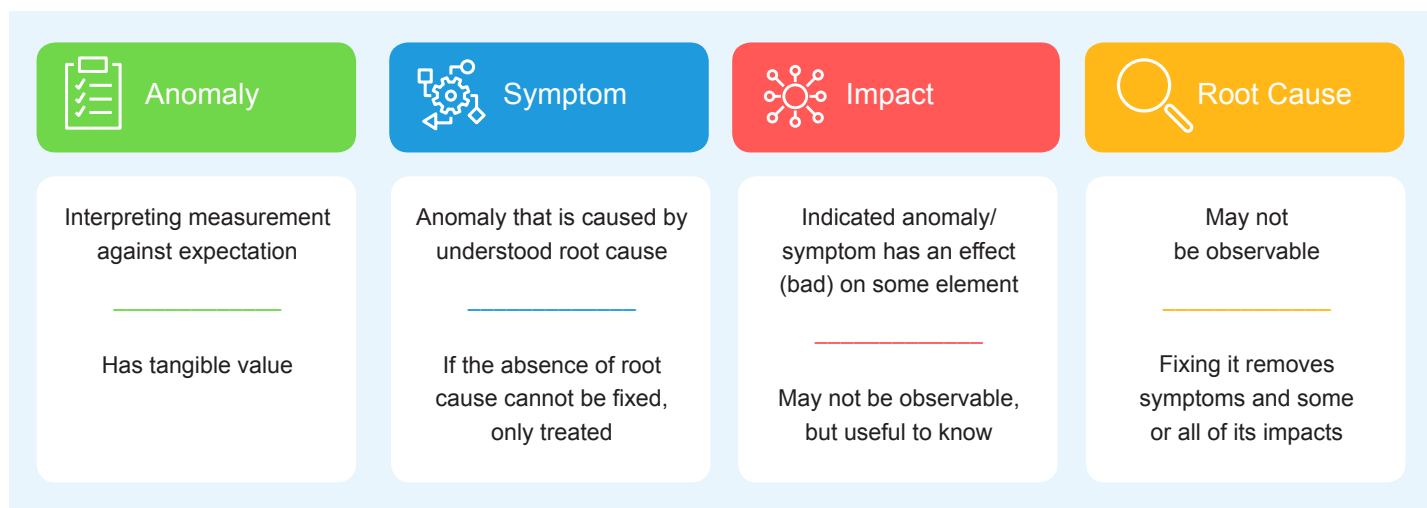 Anomaly
Interpreting measurement
against expectation
Has tangible value
Symptom
Anomaly that is caused by
understood root cause
If the absence of root
cause cannot be fixed,
only treated
Impact
Indicated anomaly/
symptom has an effect
(bad) on some element
May not be observable,
but useful to know
Root Cause
May not
be observable
Fixing it removes
symptoms and some
or all of its impacts